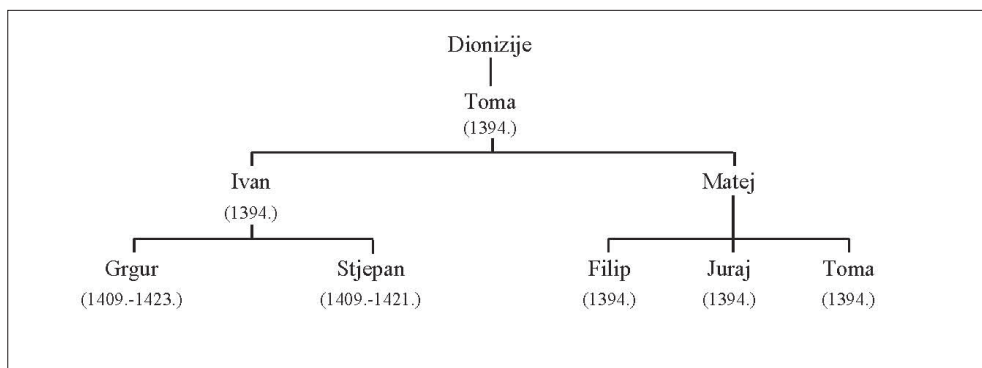 Dionizije
Toma
(1394.)
Ivan
Matej
(1394.)
Grgur
Stjepan
Filip
Juraj
Toma
(1409.-1423.)
(1409.-1421.)
(1394.)
(1394.)
(1394.)